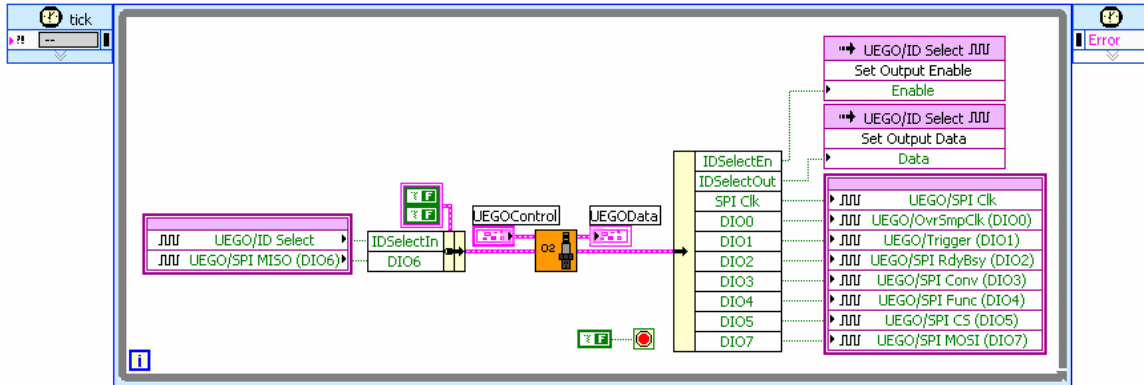 tick
?!
--
Error
UEGO/ID Select
Set Output Enable
Enable
UEGO/ID Select
Set Output Data
Data
IDSelectEn
IDSelectOut
SPI Clk
DIO0
DIO1
DIO2
DIO3
DIO4
DIO5
DIO7
UEGO/SPI Clk
UEGO/OvrSmpClk (DIO0)
UEGO/Trigger (DIO1)
UEGO/SPI RdyBsy (DIO2)
UEGO/SPI Conv (DIO3)
UEGO/SPI Func (DIO4)
UEGO/SPI CS (DIO5)
UEGO/SPI MOSI (DIO7)
F
F
UEGOControl
UEGOData
O2
UEGO/ID Select
UEGO/SPI MISO (DIO6)
IDSelectIn
DIO6
F
i